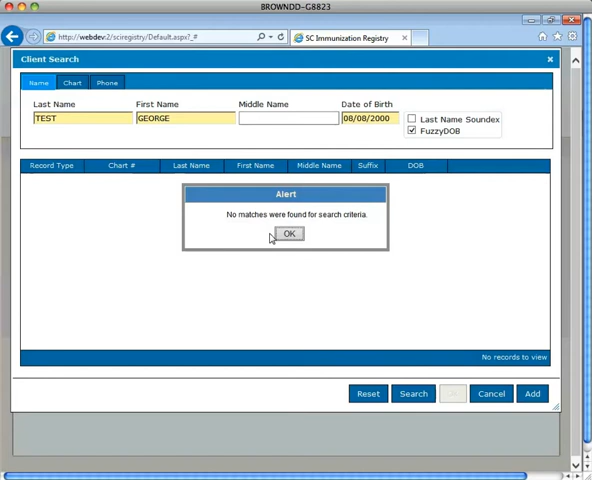 BROWNDD-G8823
http://webdev:2/sciregistry/Default.aspx?_#
SC Immunization Registry
Client Search
Name Chart Phone
Last Name First Name Middle Name Date of Birth
TEST GEORGE 08/08/2000
Last Name Soundex
FuzzyDOB
Record Type Chart # Last Name First Name Middle Name Suffix DOB
Alert
No matches were found for search criteria.
OK
No records to view
Reset Search Cancel Add